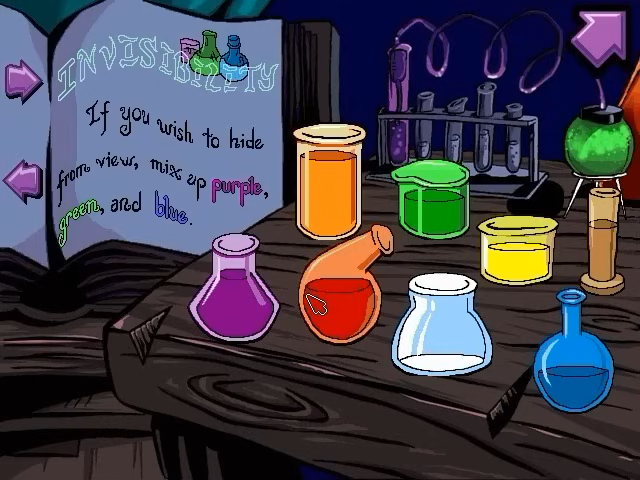 INVISIBILITY
If you wish to hide
from view, mix up purple,
green, and blue.